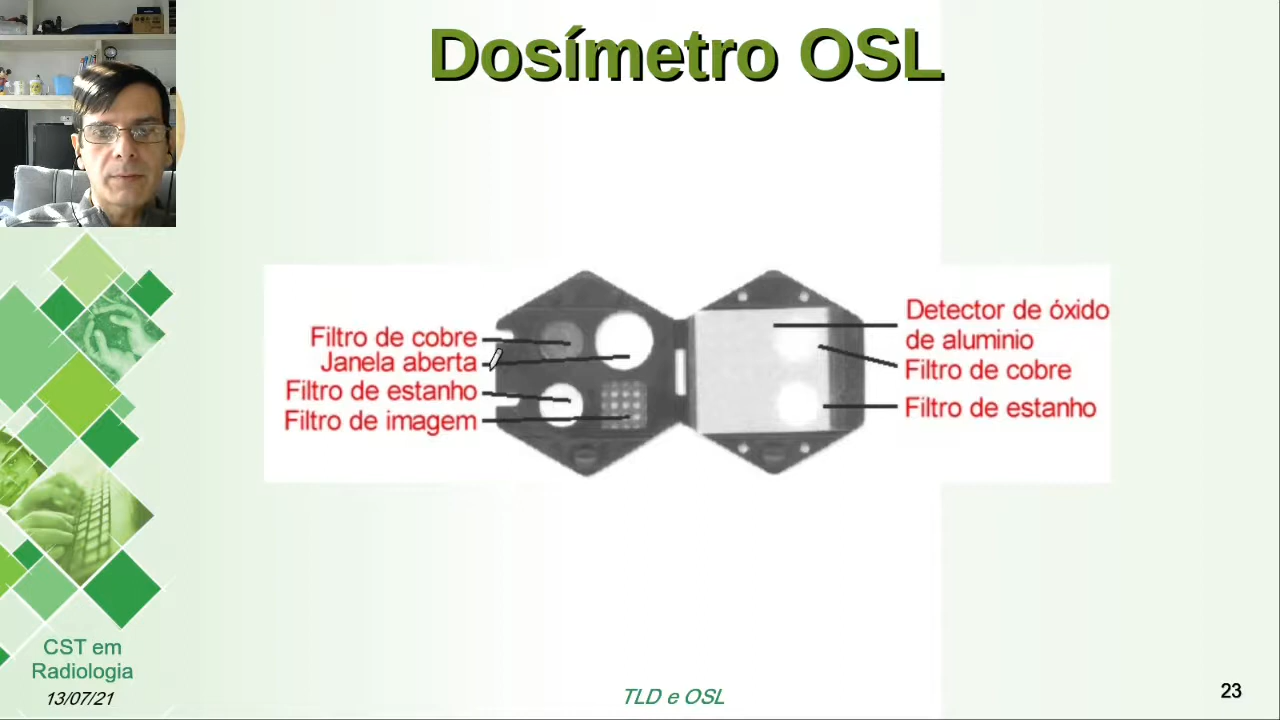 Dosímetro OSL
Filtro de cobre
Janela aberta
Filtro de estanho
Filtro de imagem
Detector de óxido
de aluminio
Filtro de cobre
Filtro de estanho
CST em
Radiologia
13/07/21
TLD e OSL
23